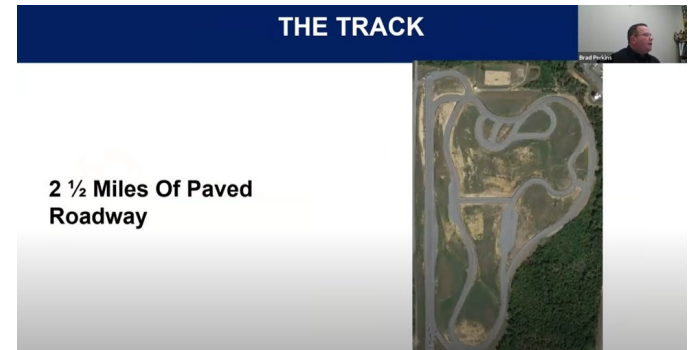 THE TRACK
Brad Perkins
2 ½ Miles Of Paved
Roadway